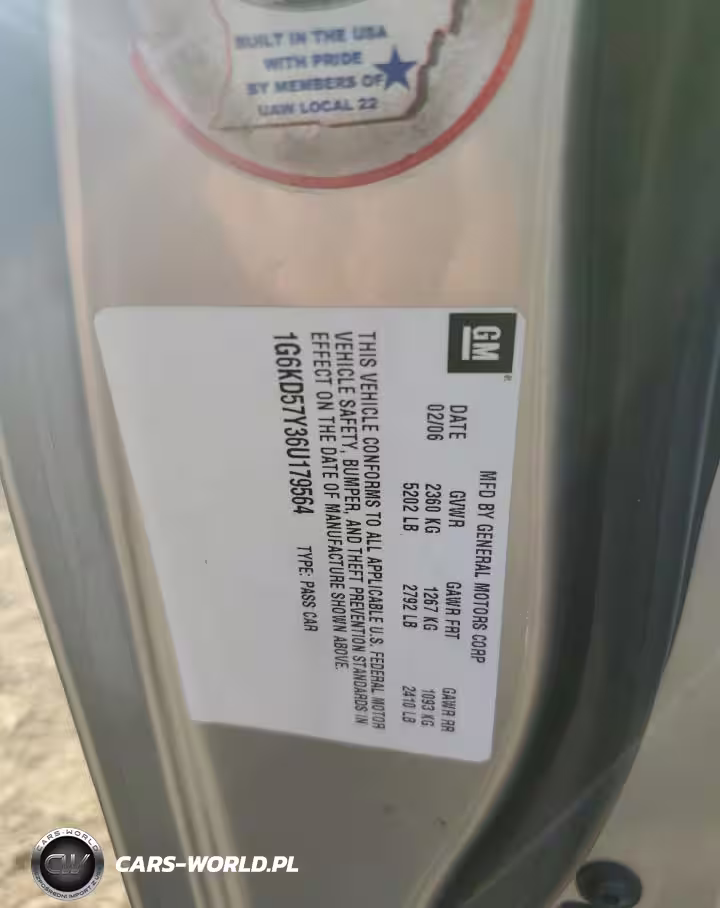 BUILT IN THE USA
WITH PRIDE
BY MEMBERS OF
UAW LOCAL 22
GM
®
MFD BY GENERAL MOTORS CORP
DATE GVWR GAWR FRT GAWR RR
02/06 2360 KG 1267 KG 1093 KG
5202 LB 2792 LB 2410 LB
THIS VEHICLE CONFORMS TO ALL APPLICABLE U.S. FEDERAL MOTOR
VEHICLE SAFETY, BUMPER, AND THEFT PREVENTION STANDARDS IN
EFFECT ON THE DATE OF MANUFACTURE SHOWN ABOVE.
1G6KD57Y36U179564 TYPE: PASS CAR
CARS-WORLD
CW
CARS-WORLD.PL